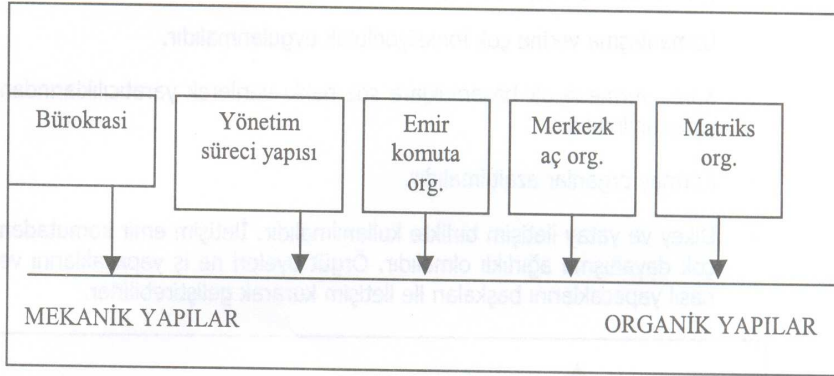 Bürokrasi
Yönetim
süreci yapısı
Emir
komuta
org.
Merkezk
aç org.
Matriks
org.
MEKANİK YAPILAR
ORGANİK YAPILAR